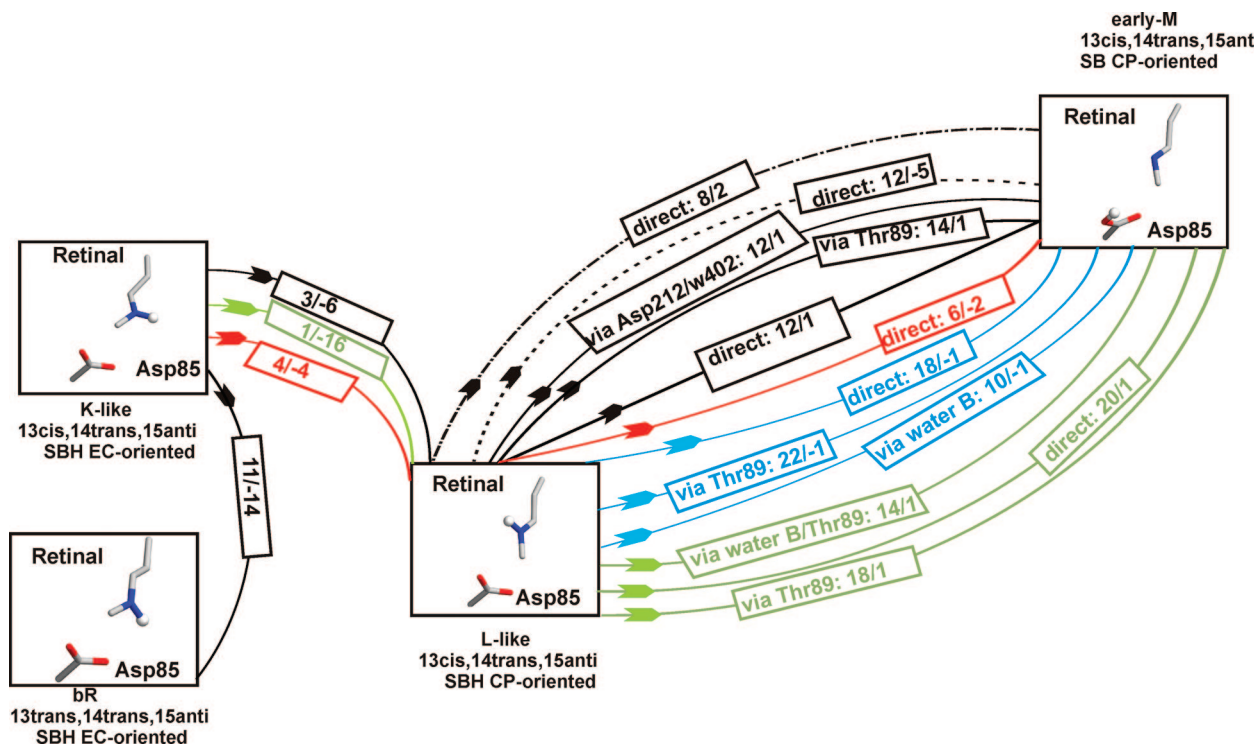 early-M
13cis,14trans,15ant
SB CP-oriented
Retinal
Asp85
direct: 8/2
direct: 12/-5
via Asp212/w402: 12/1
via Thr89: 14/1
direct: 12/1
direct: 6/-2
direct: 18/-1
via Thr89: 22/-1
via water B: 10/-1
via water B/Thr89: 14/1
direct: 20/1
via Thr89: 18/1
Retinal
Asp85
K-like
13cis,14trans,15anti
SBH EC-oriented
3/-6
1/-16
4/-4
11/-14
Retinal
Asp85
L-like
13cis,14trans,15anti
SBH CP-oriented
Retinal
Asp85
bR
13trans,14trans,15anti
SBH EC-oriented